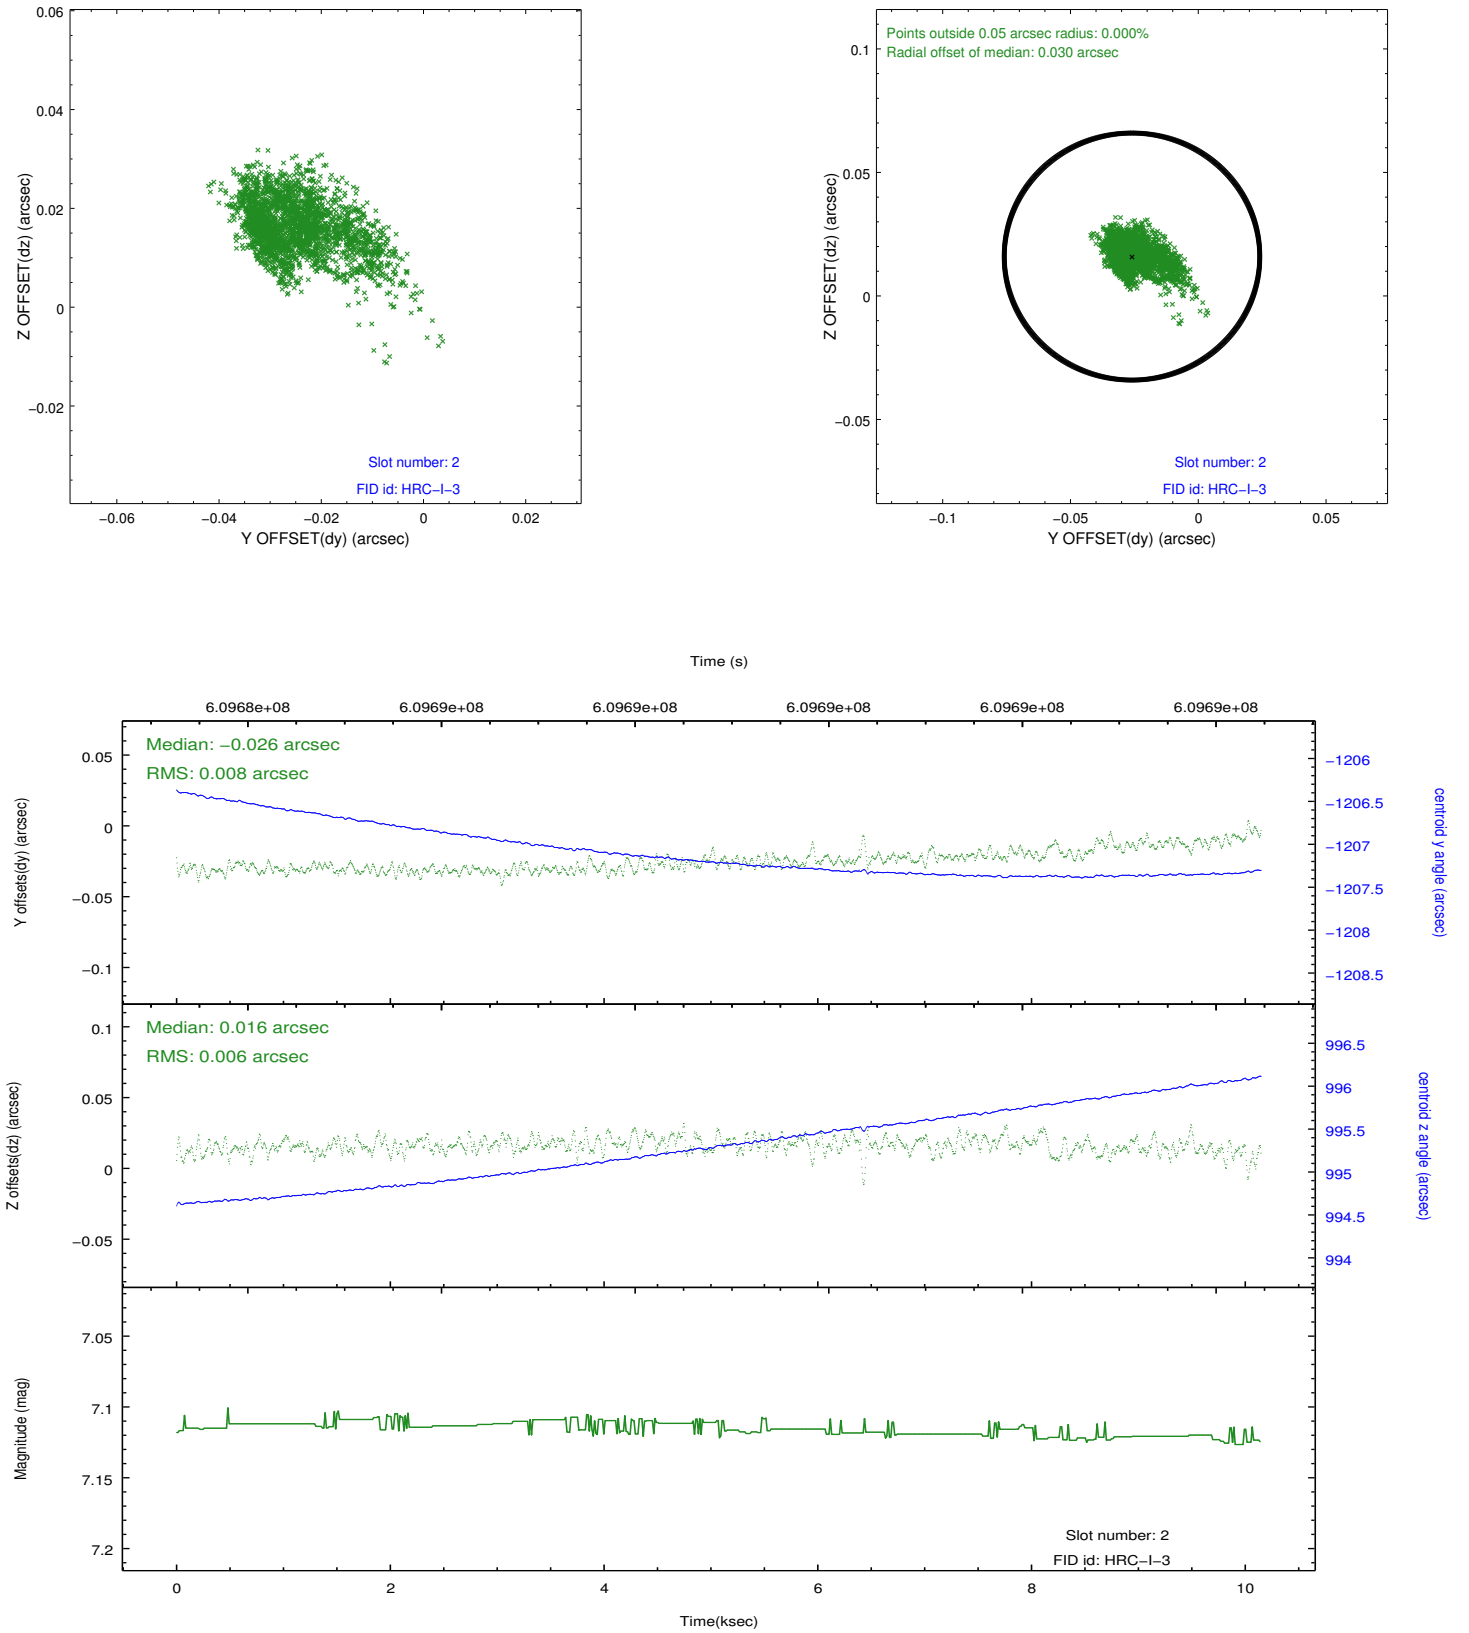 0.06
0.04
0.02
0
−0.02
Z OFFSET(dz) (arcsec)
Slot number: 2
FID id: HRC−I−3
−0.06
−0.04
−0.02
0
0.02
Y OFFSET(dy) (arcsec)
Points outside 0.05 arcsec radius: 0.000%
Radial offset of median: 0.030 arcsec
0.1
0.05
0
−0.05
Z OFFSET(dz) (arcsec)
Slot number: 2
FID id: HRC−I−3
−0.1
−0.05
0
0.05
Y OFFSET(dy) (arcsec)
Time (s)
6.0968e+08
6.0969e+08
6.0969e+08
6.0969e+08
6.0969e+08
6.0969e+08
Median: −0.026 arcsec
RMS: 0.008 arcsec
0.05
0
−0.05
−0.1
Y offsets(dy) (arcsec)
−1206
−1206.5
−1207
−1207.5
−1208
−1208.5
centroid y angle (arcsec)
Median: 0.016 arcsec
RMS: 0.006 arcsec
0.1
0.05
0
−0.05
Z offsets(dz) (arcsec)
996.5
996
995.5
995
994.5
994
centroid z angle (arcsec)
7.05
7.1
7.15
7.2
Magnitude (mag)
Slot number: 2
FID id: HRC−I−3
0
2
4
6
8
10
Time(ksec)